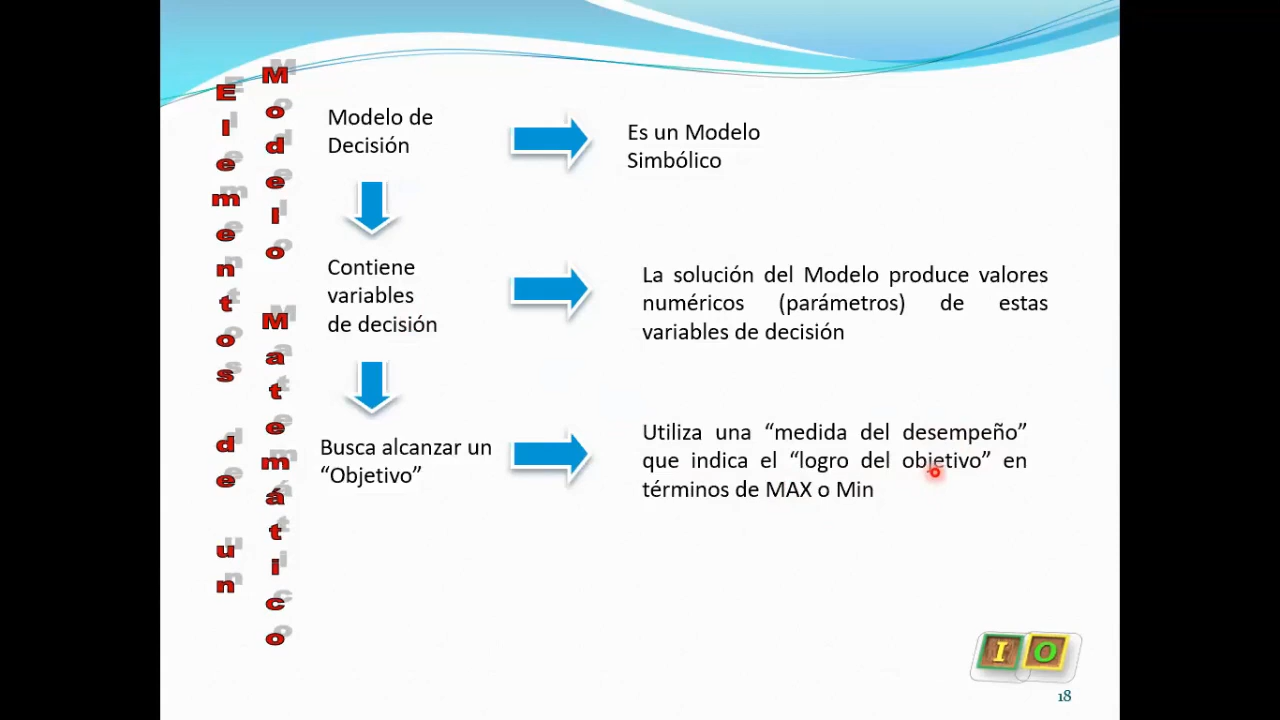 Elementos de un
Modelo Matemático
Modelo de
Decisión
Es un Modelo
Simbólico
Contiene
variables
de decisión
La solución del Modelo produce valores
numéricos (parámetros) de estas
variables de decisión
Busca alcanzar un
“Objetivo”
Utiliza una “medida del desempeño”
que indica el “logro del objetivo” en
términos de MAX o Min
I O
18